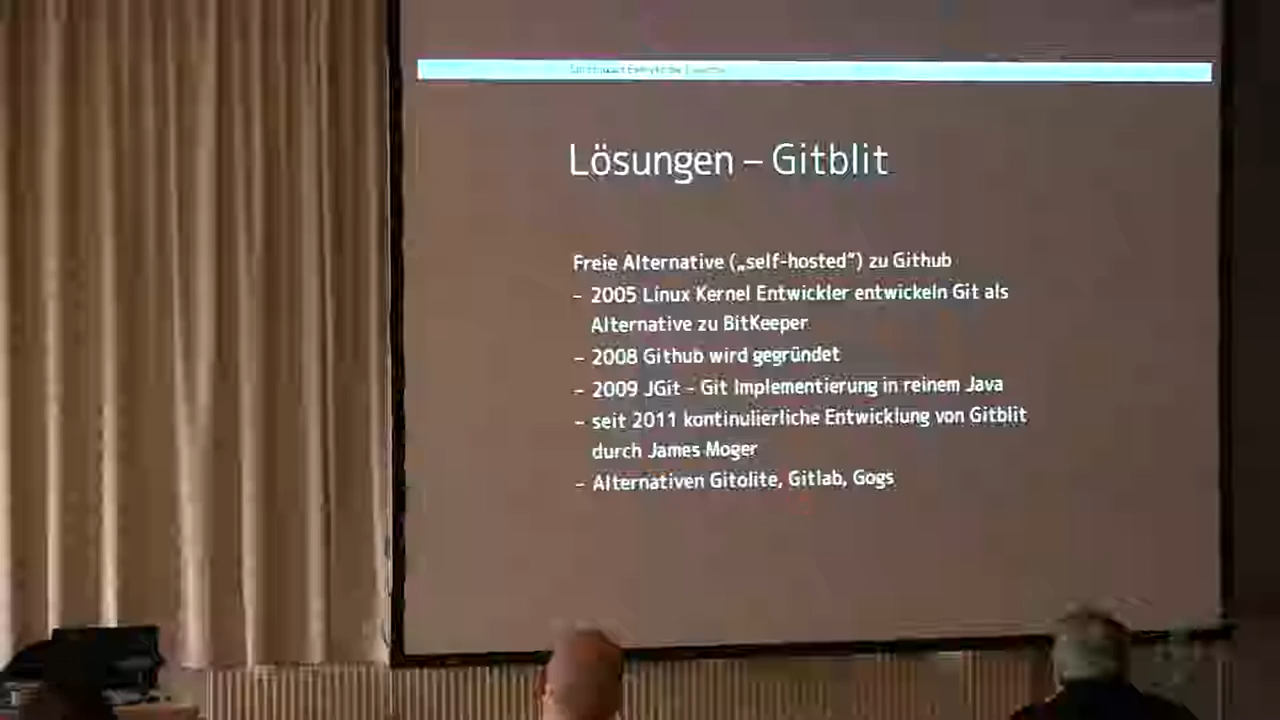 Lösungen – Gitblit
Freie Alternative („self-hosted“) zu Github
– 2005 Linux Kernel Entwickler entwickeln Git als
Alternative zu BitKeeper
– 2008 Github wird gegründet
– 2009 JGit - Git Implementierung in reinem Java
– seit 2011 kontinuierliche Entwicklung von Gitblit
durch James Moger
– Alternativen Gitolite, Gitlab, Gogs